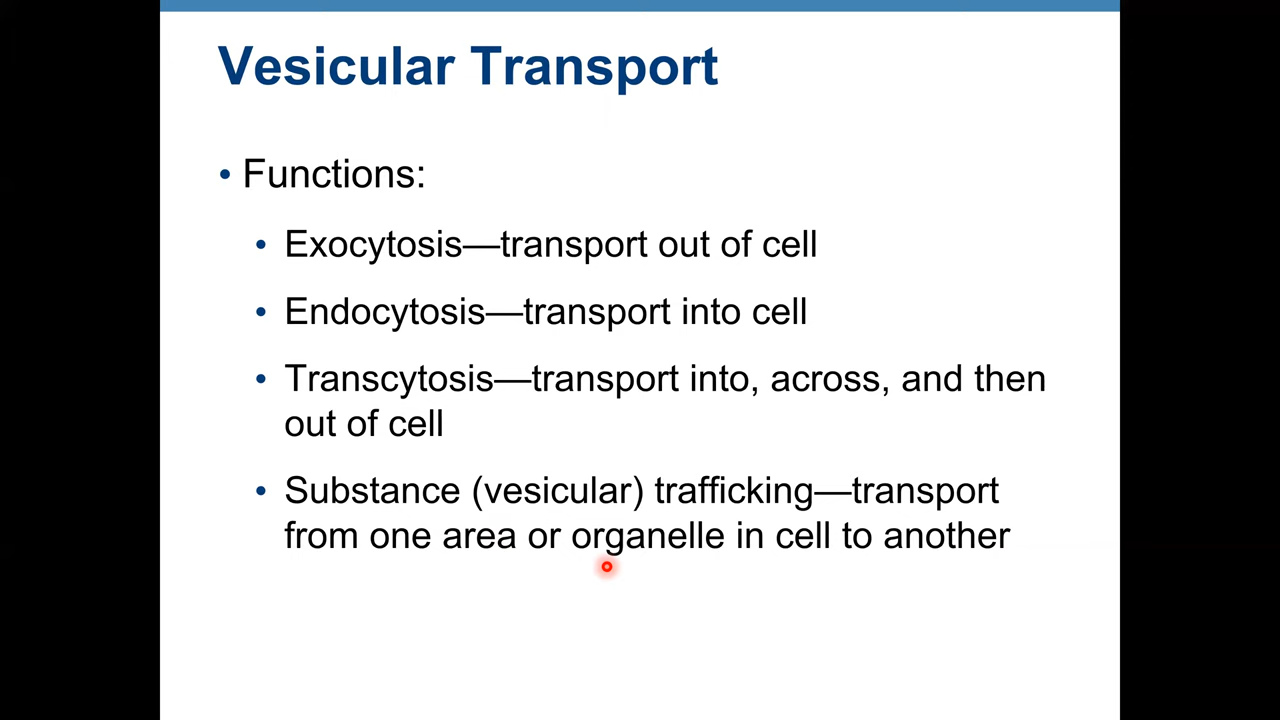 Vesicular Transport
• Functions:
• Exocytosis—transport out of cell
• Endocytosis—transport into cell
• Transcytosis—transport into, across, and then
out of cell
• Substance (vesicular) trafficking—transport
from one area or organelle in cell to another